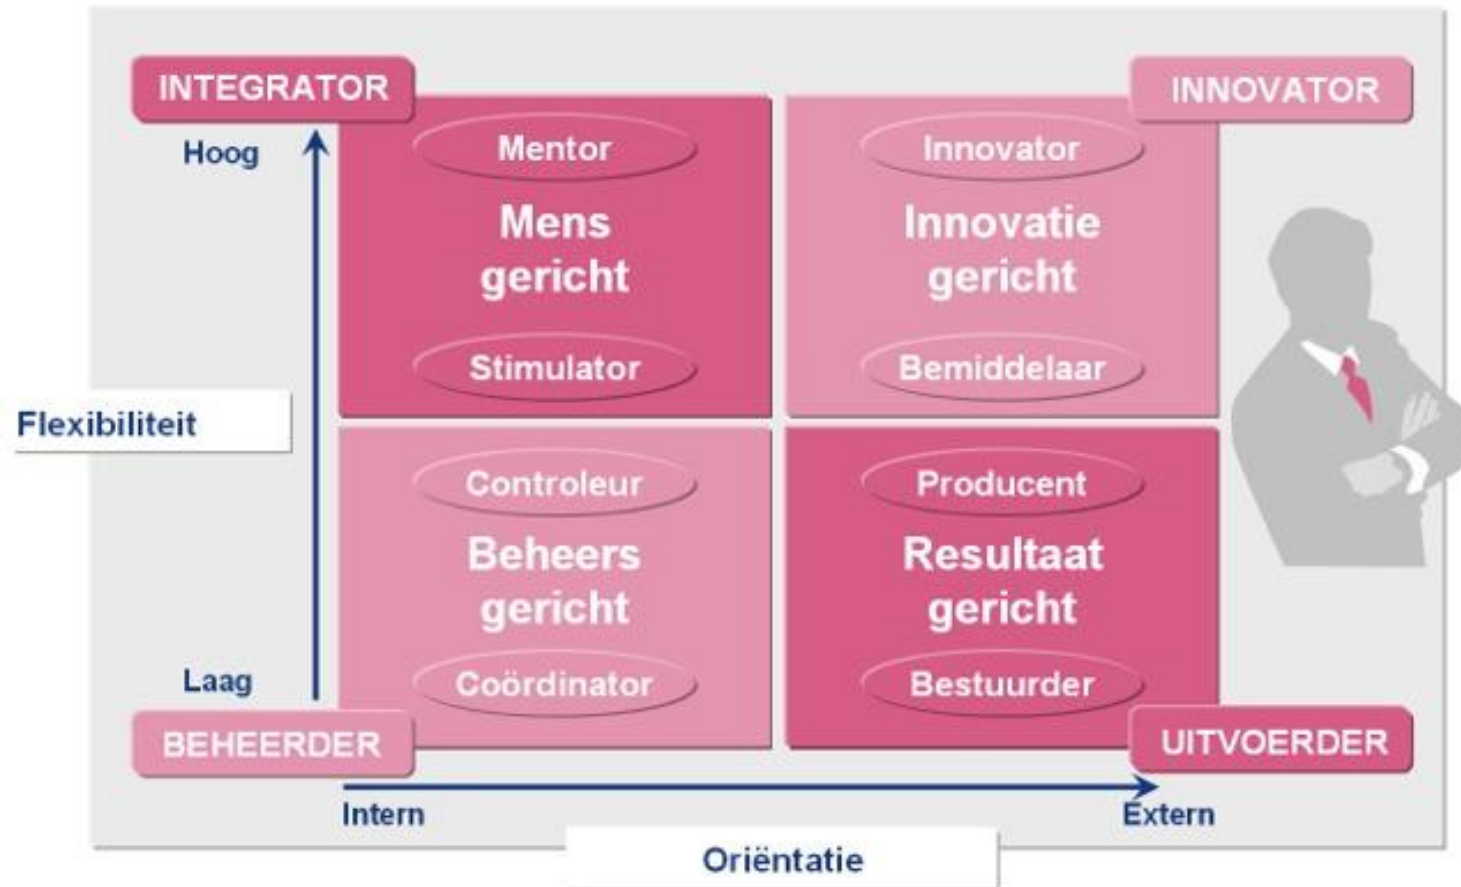 INTEGRATOR
INNOVATOR
Hoog
Mentor
Innovator
Mens
gericht
Innovatie
gericht
Stimulator
Bemiddelaar
Flexibiliteit
Controleur
Producent
Beheers
gericht
Resultaat
gericht
Laag
Coördinator
Bestuurder
BEHEERDER
UITVOERDER
Intern
Extern
Oriëntatie